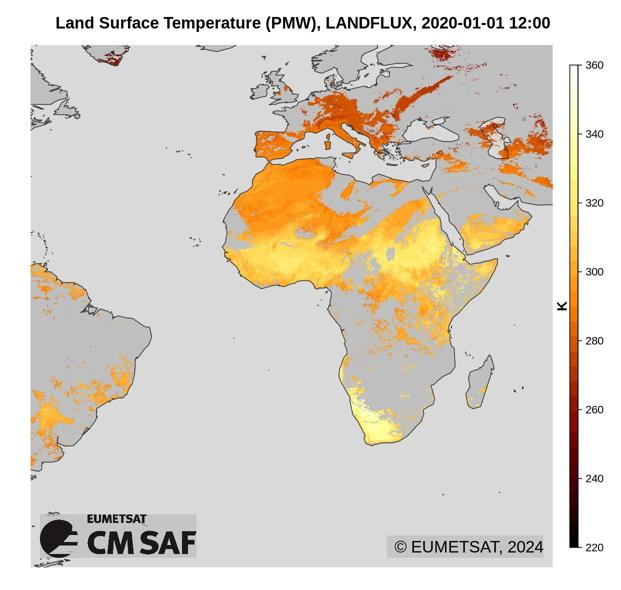 Land Surface Temperature (PMW), LANDFLUX, 2020-01-01 12:00
360
340
320
300
K
280
260
240
220
EUMETSAT
CM SAF
© EUMETSAT, 2024